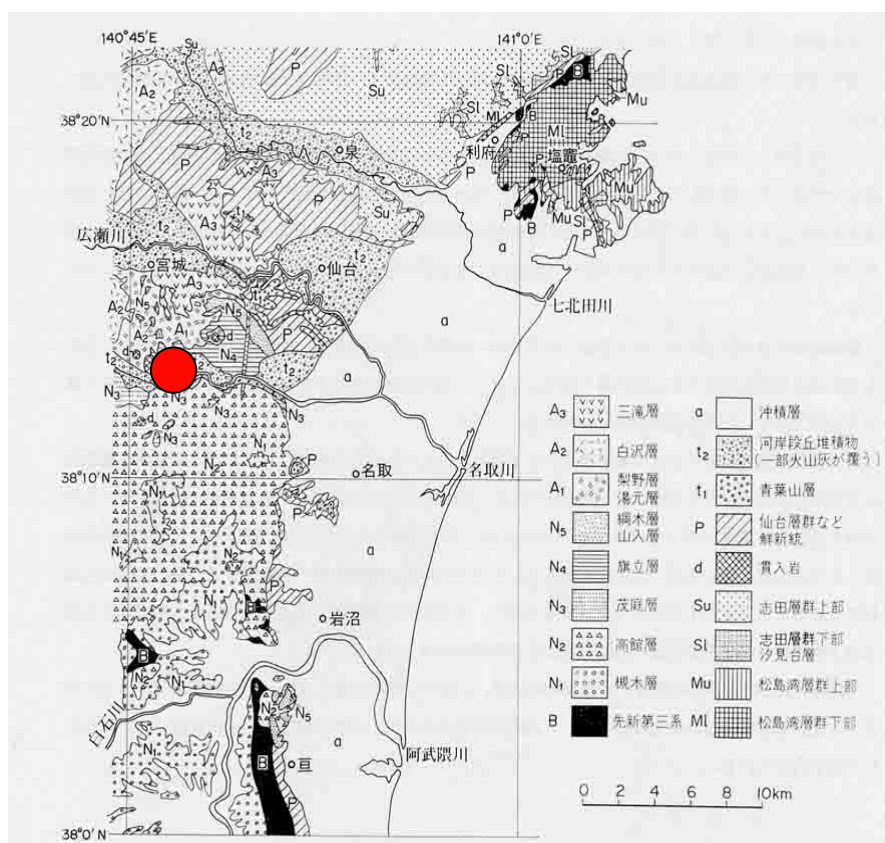 140°45′E
141°0′E
38°20′N
38°10′N
38°0′N
広瀬川
宮城
泉
仙台
利府
塩竈
七北田川
名取
名取川
岩沼
白石川
阿武隈川
亘
A₂
Su
A₂
P
Su
Sl
Sl
B
Mu
Ml
B
P
Ml
t₂
P
A₃
P
A₃
t₁
Su
P
P
Mu
Mu
Sl
P
B
P
t₂
A₃
t₂
t₁
N₅
N₅
A₂
A₁
A₂
d
P
a
a
a
t₂
d
N₄
t₂
N₃
N₃
N₃
N₃
d
N₃
N₁
N₂
P
N₁
P
a
N₁
N₂
N₁
P
B
B
N₂
N₁
N₂
N₅
a
N₁
B
P
A₃ 三滝層
A₂ 白沢層
A₁ 梨野層
湯元層
N₅ 綱木層
山入層
N₄ 旗立層
N₃ 茂庭層
N₂ 高館層
N₁ 槻木層
B 先新第三系
a 沖積層
t₂ 河岸段丘堆積物
(一部火山灰が覆う)
t₁ 青葉山層
P 仙台層群など
鮮新統
d 貫入岩
Su 志田層群上部
Sl 志田層群下部
汐見台層
Mu 松島湾層群上部
Ml 松島湾層群下部
0 2 4 6 8 10km